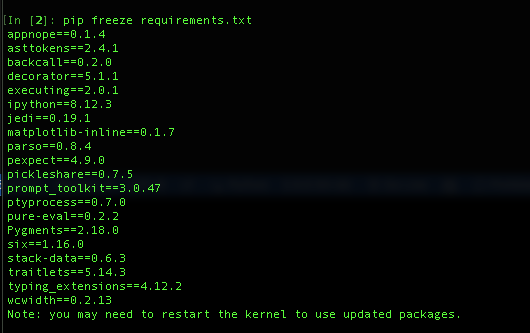 In [2]: pip freeze requirements.txt
appnope==0.1.4
asttokens==2.4.1
backcall==0.2.0
decorator==5.1.1
executing==2.0.1
ipython==8.12.3
jedi==0.19.1
matplotlib-inline==0.1.7
parso==0.8.4
pexpect==4.9.0
pickleshare==0.7.5
prompt_toolkit==3.0.47
ptyprocess==0.7.0
pure-eval==0.2.2
Pygments==2.18.0
six==1.16.0
stack-data==0.6.3
traitlets==5.14.3
typing_extensions==4.12.2
wcwidth==0.2.13
Note: you may need to restart the kernel to use updated packages.